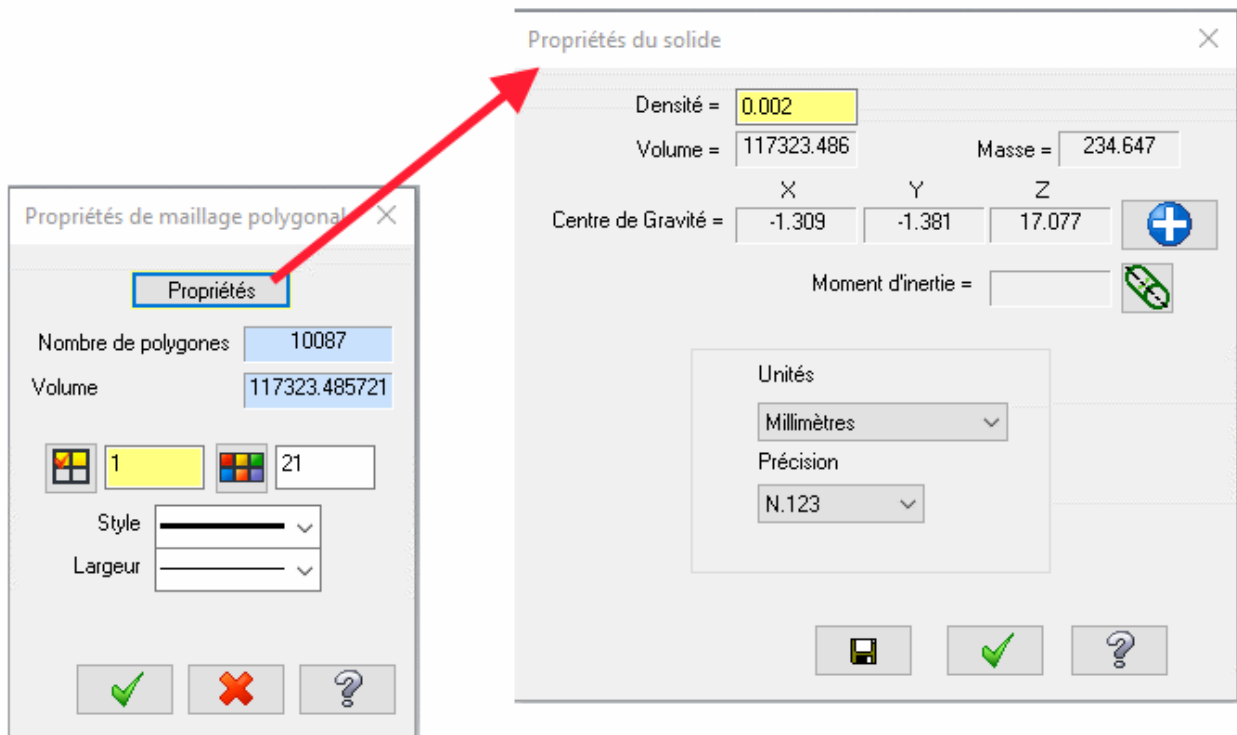 Propriétés du solide
Densité = 0.002
Volume = 117323.486 Masse = 234.647
X Y Z
Centre de Gravité = -1.309 -1.381 17.077
Moment d'inertie =
Unités
Millimètres
Précision
N.123
Propriétés de maillage polygonal
Propriétés
Nombre de polygones 10087
Volume 117323.485721
1 21
Style
Largeur